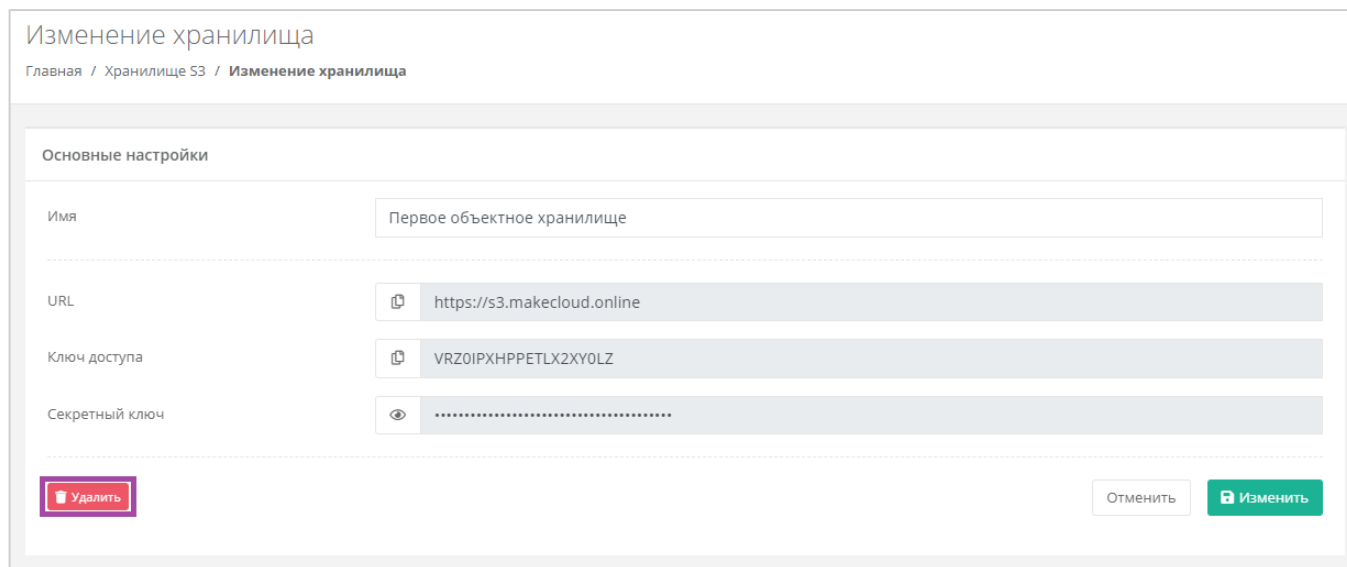 Изменение хранилища
Главная / Хранилище S3 / Изменение хранилища
Основные настройки
Имя
Первое объектное хранилище
URL
https://s3.makecloud.online
Ключ доступа
VRZ0IPXHPPETLX2XY0LZ
Секретный ключ
••••••••••••••••••••••••••••••••••••••••
Удалить
Отменить
Изменить